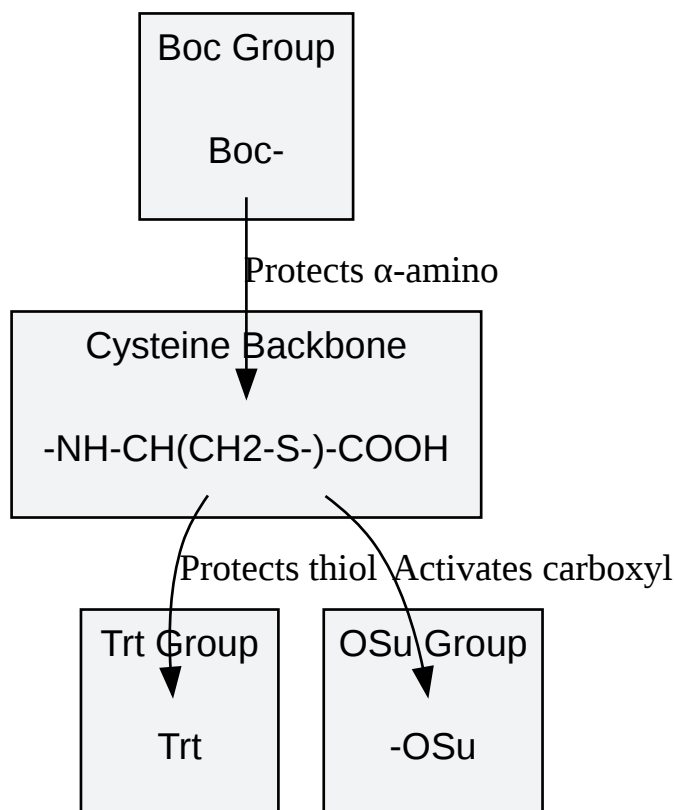 Boc Group
Boc-
Protects α-amino
Cysteine Backbone
-NH-CH(CH2-S-)-COOH
Protects thiol
Activates carboxyl
Trt Group
OSu Group
Trt
-OSu